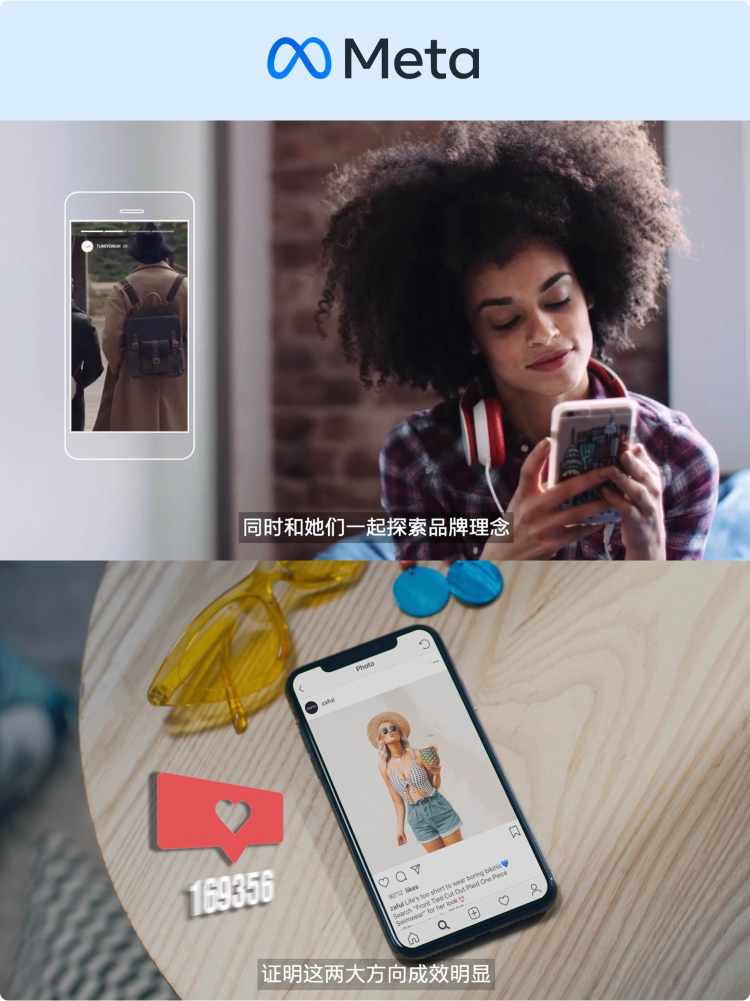 Meta
TIJNEYEWEAR
同时和她们一起探索品牌理念
Photo
zaful
169356
likes
zaful Life's too short to wear boring bikinis💙
Search "Front Tied Cut Out Plaid One Piece
Swimwear" for her look
证明这两大方向成效明显